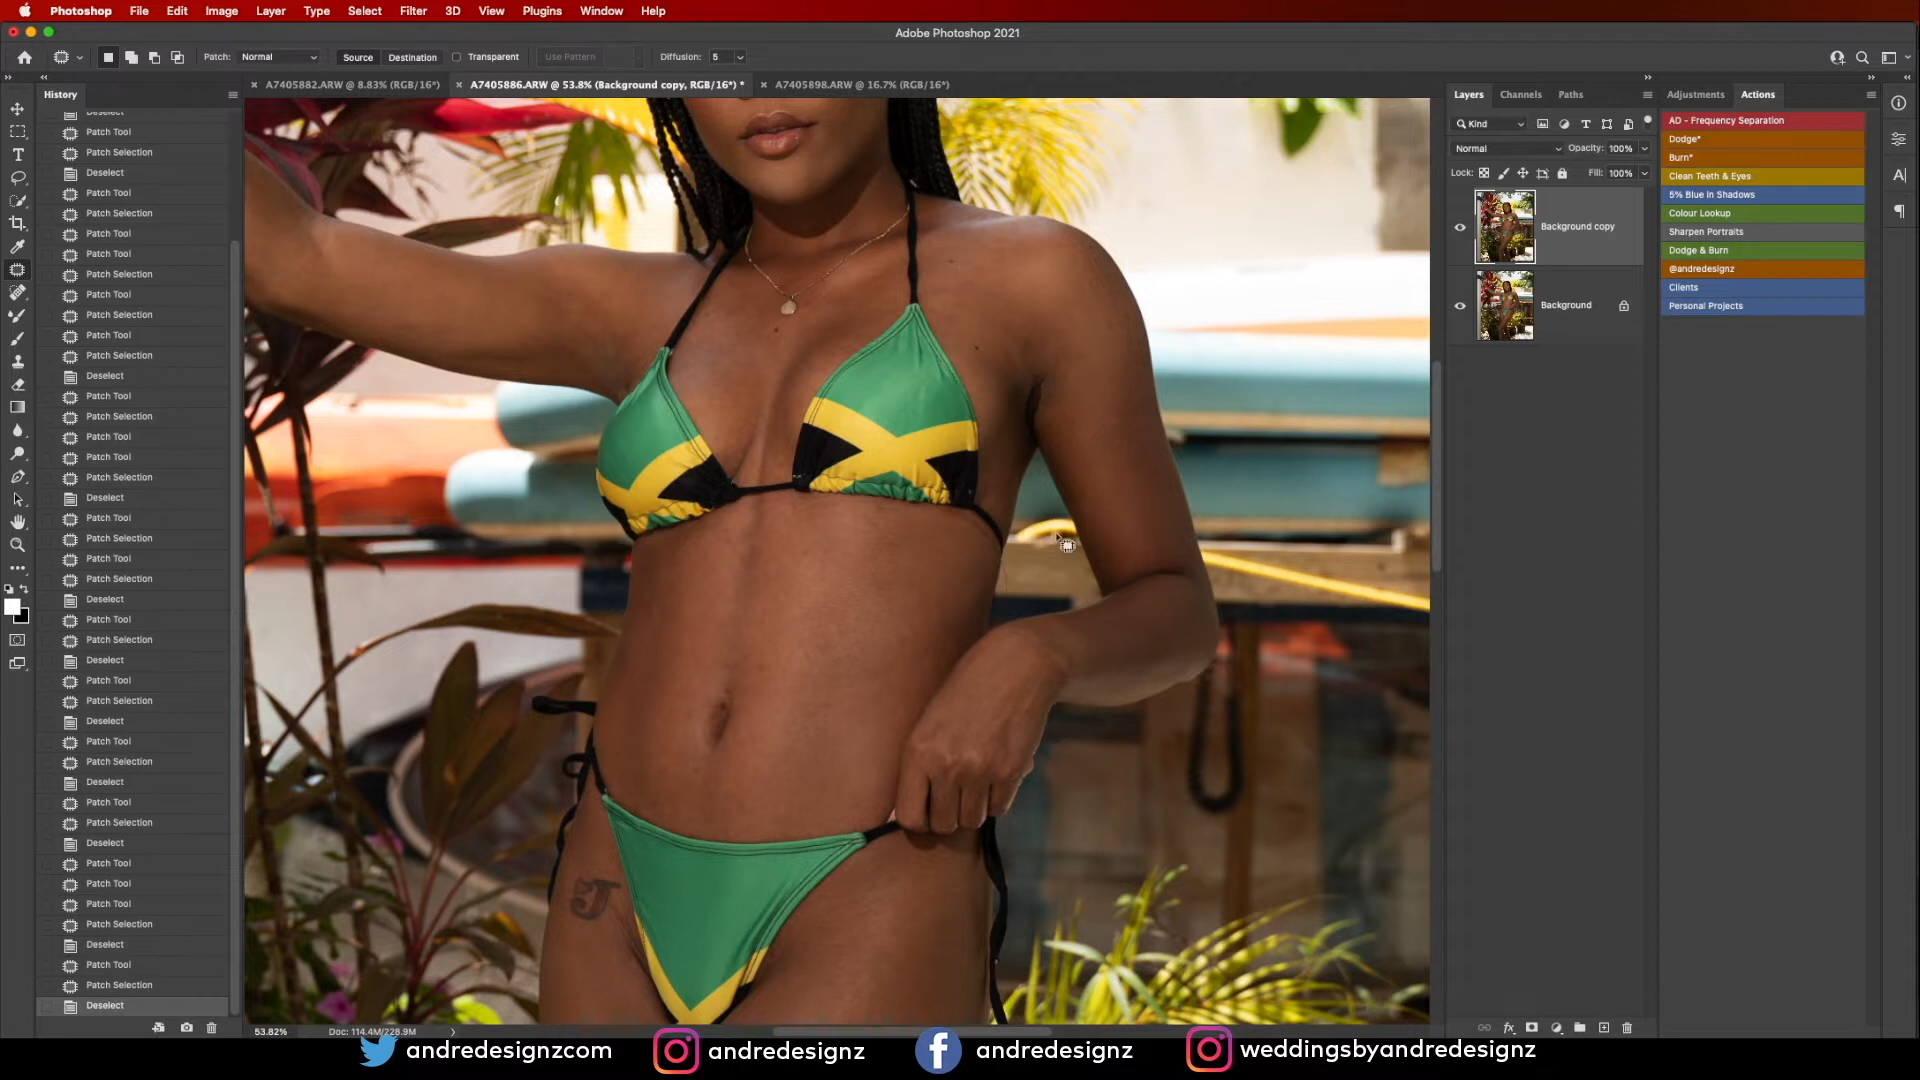 Photoshop File Edit Image Layer Type Select Filter 3D View Plugins Window Help
Adobe Photoshop 2021
Patch: Normal Source Destination Transparent Use Pattern Diffusion: 5
A7405882.ARW @ 8.83% (RGB/16*) A7405886.ARW @ 53.8% (Background copy, RGB/16*) * A7405898.ARW @ 16.7% (RGB/16*)
History
Deselect
Patch Tool
Patch Selection
Deselect
Patch Tool
Patch Selection
Patch Tool
Patch Tool
Patch Selection
Patch Tool
Patch Selection
Patch Tool
Patch Selection
Deselect
Patch Tool
Patch Selection
Patch Tool
Patch Tool
Patch Selection
Deselect
Patch Tool
Patch Selection
Patch Tool
Patch Selection
Deselect
Patch Tool
Patch Selection
Deselect
Patch Tool
Patch Selection
Deselect
Patch Tool
Patch Selection
Deselect
Patch Tool
Patch Selection
Deselect
Patch Tool
Patch Tool
Patch Selection
Deselect
Patch Tool
Patch Selection
Deselect
Layers Channels Paths
Kind
Normal Opacity: 100%
Lock: Fill: 100%
Background copy
Background
Adjustments Actions
AD - Frequency Separation
Dodge*
Burn*
Clean Teeth & Eyes
5% Blue In Shadows
Colour Lookup
Sharpen Portraits
Dodge & Burn
@andredesignz
Clients
Personal Projects
53.82% Doc: 114.4M/228.9M
andredesignzcom andredesignz andredesignz weddingsbyandredesignz